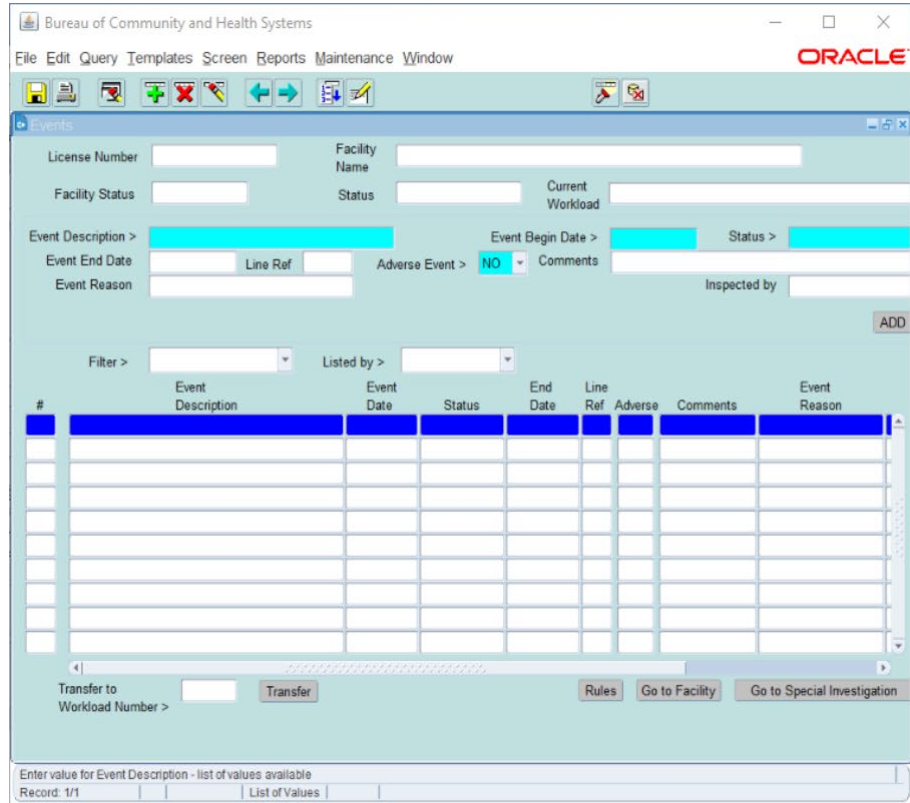 Bureau of Community and Health Systems
File Edit Query Templates Screen Reports Maintenance Window
ORACLE
Events
License Number
Facility Name
Facility Status
Status
Current Workload
Event Description >
Event Begin Date >
Status >
Event End Date
Line Ref
Adverse Event >
NO
Comments
Event Reason
Inspected by
ADD
Filter >
Listed by >
#
Event Description
Event Date
Status
End Date
Line Ref
Adverse
Comments
Event Reason
Transfer to Workload Number >
Transfer
Rules
Go to Facility
Go to Special Investigation
Enter value for Event Description - list of values available
Record: 1/1
List of Values